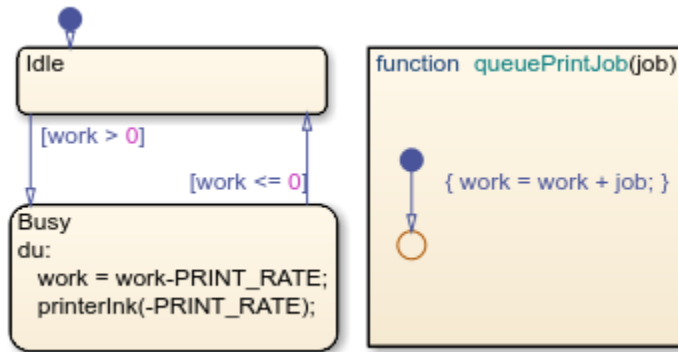 Idle
[work > 0]
[work <= 0]
Busy
du:
work = work-PRINT_RATE;
printerInk(-PRINT_RATE);
function queuePrintJob(job)
{ work = work + job; }